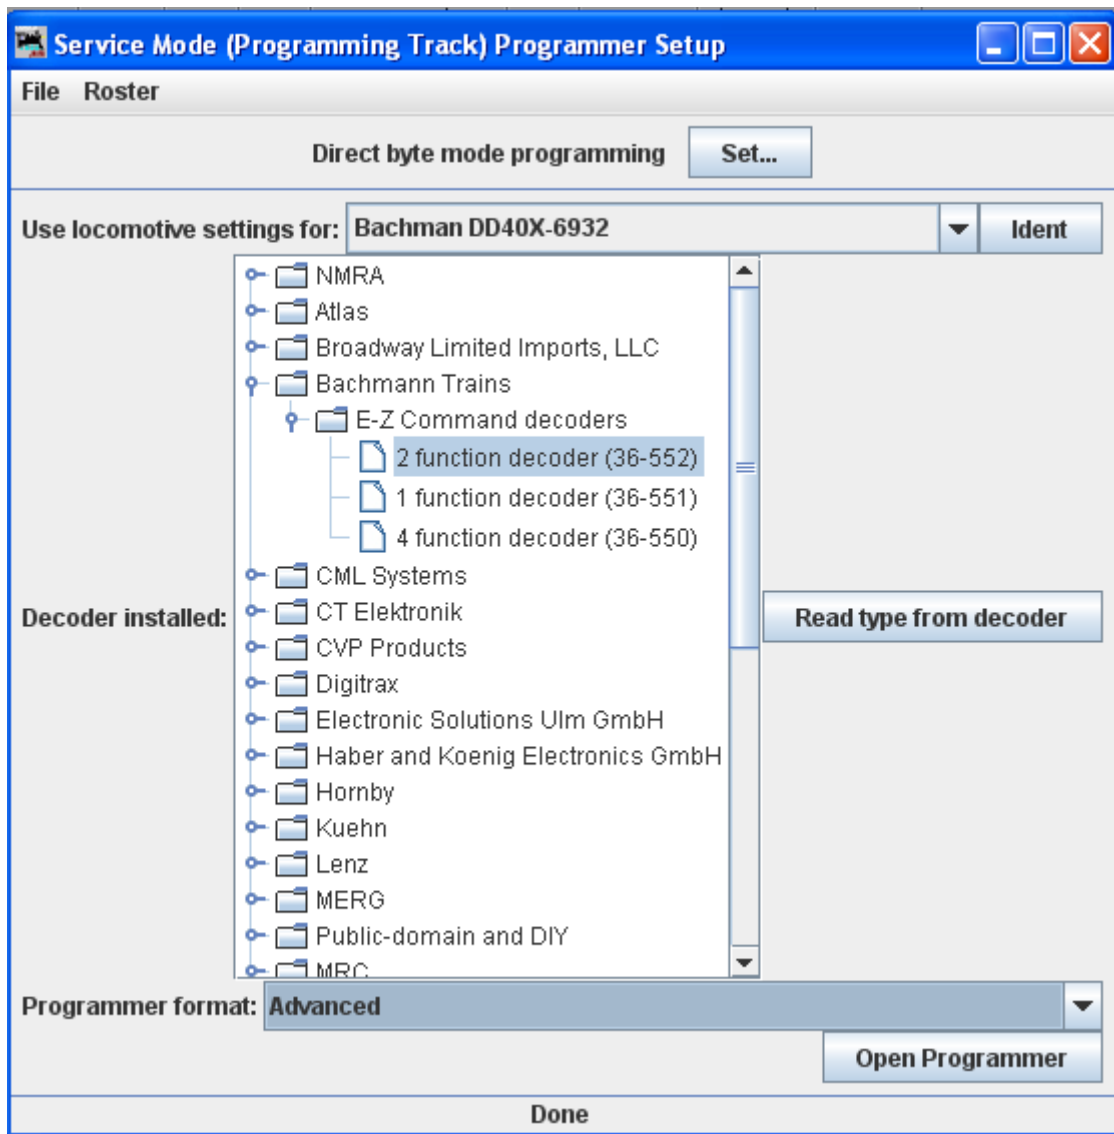 Service Mode (Programming Track) Programmer Setup
File Roster
Direct byte mode programming Set...
Use locomotive settings for: Bachman DD40X-6932 Ident
NMRA
Atlas
Broadway Limited Imports, LLC
Bachmann Trains
E-Z Command decoders
2 function decoder (36-552)
1 function decoder (36-551)
4 function decoder (36-550)
CML Systems
Decoder installed: CT Elektronik Read type from decoder
CVP Products
Digitrax
Electronic Solutions Ulm GmbH
Haber and Koenig Electronics GmbH
Hornby
Kuehn
Lenz
MERG
Public-domain and DIY
MRC
Programmer format: Advanced
Open Programmer
Done